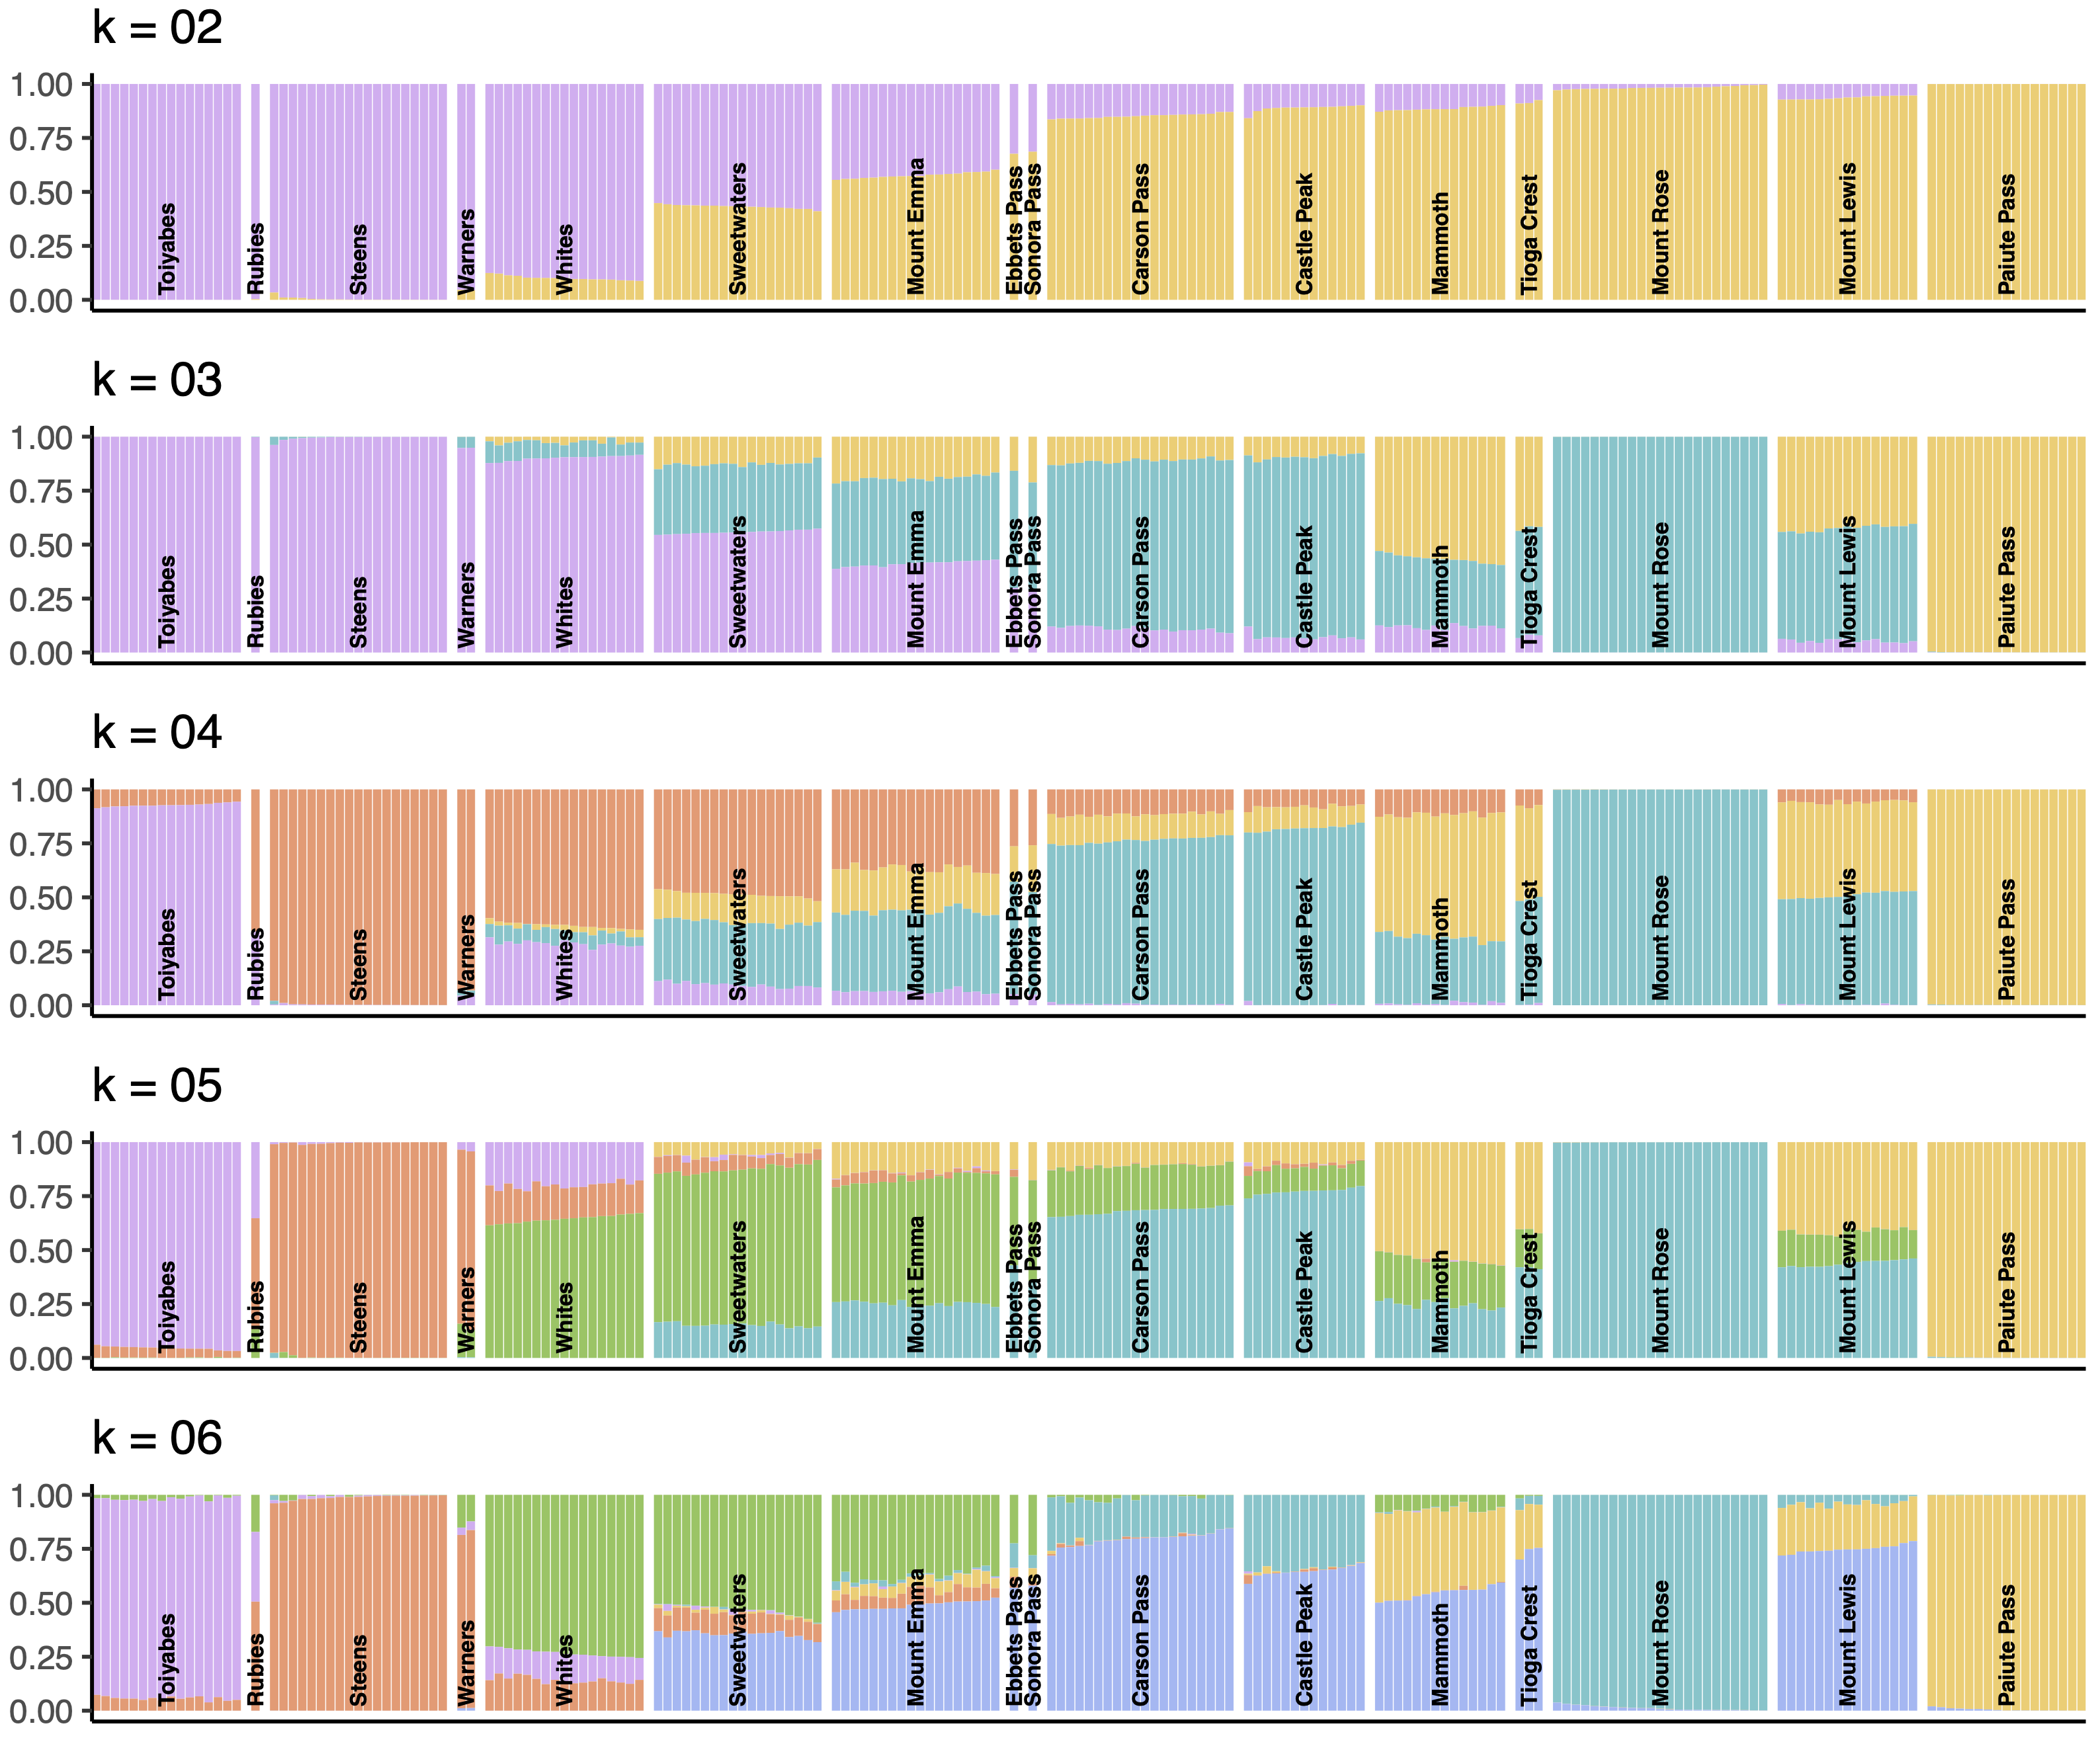 k = 02
1.00
0.75
0.50
0.25
0.00
Toiyabes
Rubies
Steens
Warners
Whites
Sweetwaters
Mount Emma
Ebbets Pass
Sonora Pass
Carson Pass
Castle Peak
Mammoth
Tioga Crest
Mount Rose
Mount Lewis
Paiute Pass
k = 03
1.00
0.75
0.50
0.25
0.00
Toiyabes
Rubies
Steens
Warners
Whites
Sweetwaters
Mount Emma
Ebbets Pass
Sonora Pass
Carson Pass
Castle Peak
Mammoth
Tioga Crest
Mount Rose
Mount Lewis
Paiute Pass
k = 04
1.00
0.75
0.50
0.25
0.00
Toiyabes
Rubies
Steens
Warners
Whites
Sweetwaters
Mount Emma
Ebbets Pass
Sonora Pass
Carson Pass
Castle Peak
Mammoth
Tioga Crest
Mount Rose
Mount Lewis
Paiute Pass
k = 05
1.00
0.75
0.50
0.25
0.00
Toiyabes
Rubies
Steens
Warners
Whites
Sweetwaters
Mount Emma
Ebbets Pass
Sonora Pass
Carson Pass
Castle Peak
Mammoth
Tioga Crest
Mount Rose
Mount Lewis
Paiute Pass
k = 06
1.00
0.75
0.50
0.25
0.00
Toiyabes
Rubies
Steens
Warners
Whites
Sweetwaters
Mount Emma
Ebbets Pass
Sonora Pass
Carson Pass
Castle Peak
Mammoth
Tioga Crest
Mount Rose
Mount Lewis
Paiute Pass